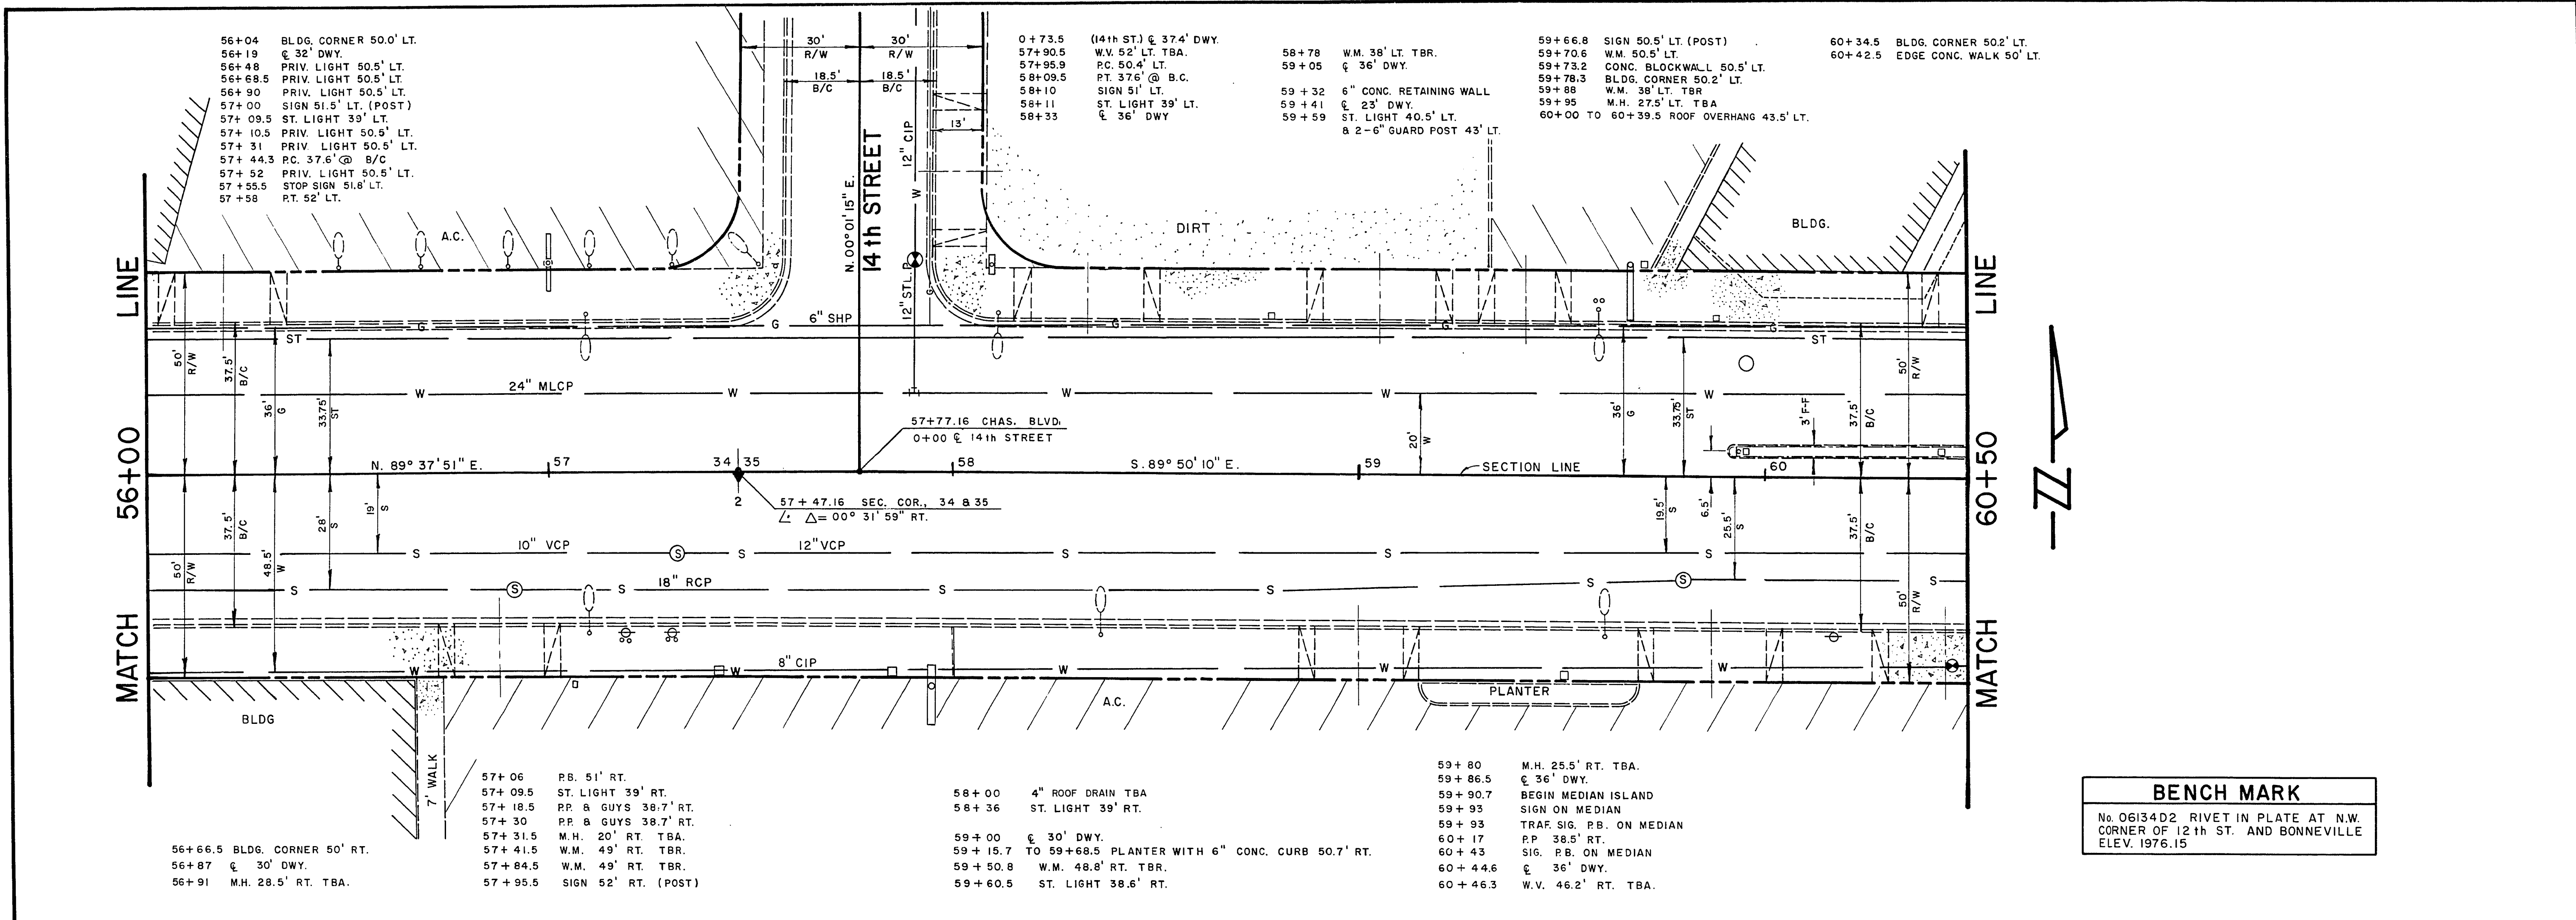 56+04 BLDG. CORNER 50.0' LT.
56+19 ℄ 32' DWY.
56+48 PRIV. LIGHT 50.5' LT.
56+68.5 PRIV. LIGHT 50.5' LT.
56+90 PRIV. LIGHT 50.5' LT.
57+00 SIGN 51.5' LT. (POST)
57+09.5 ST. LIGHT 39' LT.
57+10.5 PRIV. LIGHT 50.5' LT.
57+31 PRIV. LIGHT 50.5' LT.
57+44.3 P.C. 37.6' @ B/C
57+52 PRIV. LIGHT 50.5' LT.
57+55.5 STOP SIGN 51.8' LT.
57+58 P.T. 52' LT.
30' R/W
30' R/W
18.5' B/C
18.5' B/C
13'
12" CIP
W
12" STLP
G
N. 00° 01' 15" E.
14th STREET
0+73.5 (14th ST.) ℄ 37.4' DWY.
57+90.5 W.V. 52' LT. TBA.
57+95.9 P.C. 50.4' LT.
58+09.5 P.T. 37.6' @ B.C.
58+10 SIGN 51' LT.
58+11 ST. LIGHT 39' LT.
58+33 ℄ 36' DWY
58+78 W.M. 38' LT. TBR.
59+05 ℄ 36' DWY.
59+32 6" CONC. RETAINING WALL
59+41 ℄ 23' DWY.
59+59 ST. LIGHT 40.5' LT.
& 2-6" GUARD POST 43' LT.
59+66.8 SIGN 50.5' LT. (POST)
59+70.6 W.M. 50.5' LT.
59+73.2 CONC. BLOCKWALL 50.5' LT.
59+78.3 BLDG. CORNER 50.2' LT.
59+88 W.M. 38' LT. TBR
59+95 M.H. 27.5' LT. TBA
60+00 TO 60+39.5 ROOF OVERHANG 43.5' LT.
60+34.5 BLDG. CORNER 50.2' LT.
60+42.5 EDGE CONC. WALK 50' LT.
A.C.
DIRT
BLDG.
MATCH LINE
56+00
G G 6" SHP G G G
ST ST
24" MLCP
W W W W W
50' R/W
37.5' B/C
36' G
33.75' ST
20' W
36' G
33.75' ST
3' F-F
37.5' B/C
50' R/W
57+77.16 CHAS. BLVD.
0+00 ℄ 14th STREET
N. 89° 37' 51" E.
57
34 35
58
S. 89° 50' 10" E.
59
SECTION LINE
60
2
57+47.16 SEC. COR., 34 & 35
∠. Δ= 00° 31' 59" RT.
50' R/W
37.5' B/C
48.5' W
28' S
19' S
19.5' S
6.5'
25.5' S
37.5' B/C
50' R/W
S 10" VCP S S 12" VCP S S S
S S S 18" RCP S S S S S
W W 8" CIP W W W
PLANTER
A.C.
BLDG
7' WALK
MATCH LINE
60+50
56+66.5 BLDG. CORNER 50' RT.
56+87 ℄ 30' DWY.
56+91 M.H. 28.5' RT. TBA.
57+06 P.B. 51' RT.
57+09.5 ST. LIGHT 39' RT.
57+18.5 P.P. & GUYS 38.7' RT.
57+30 P.P. & GUYS 38.7' RT.
57+31.5 M.H. 20' RT. TBA.
57+41.5 W.M. 49' RT. TBR.
57+84.5 W.M. 49' RT. TBR.
57+95.5 SIGN 52' RT. (POST)
58+00 4" ROOF DRAIN TBA
58+36 ST. LIGHT 39' RT.
59+00 ℄ 30' DWY.
59+15.7 TO 59+68.5 PLANTER WITH 6" CONC. CURB 50.7' RT.
59+50.8 W.M. 48.8' RT. TBR.
59+60.5 ST. LIGHT 38.6' RT.
59+80 M.H. 25.5' RT. TBA.
59+86.5 ℄ 36' DWY.
59+90.7 BEGIN MEDIAN ISLAND
59+93 SIGN ON MEDIAN
59+93 TRAF. SIG. P.B. ON MEDIAN
60+17 P.P 38.5' RT.
60+43 SIG. P.B. ON MEDIAN
60+44.6 ℄ 36' DWY.
60+46.3 W.V. 46.2' RT. TBA.
BENCH MARK
No. 06134D2 RIVET IN PLATE AT N.W.
CORNER OF 12th ST. AND BONNEVILLE
ELEV. 1976.15